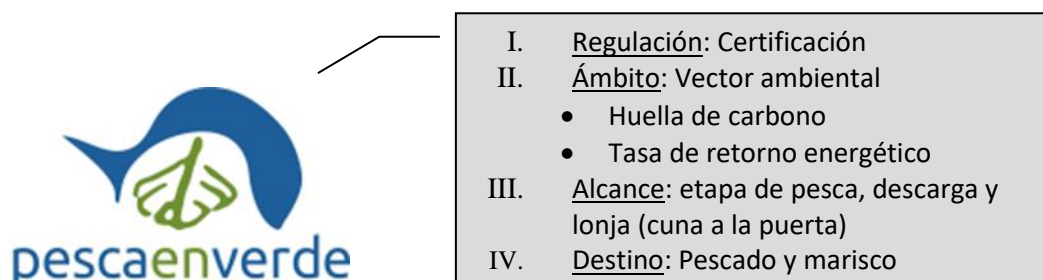 I. Regulación: Certificación
II. Ámbito: Vector ambiental
• Huella de carbono
• Tasa de retorno energético
III. Alcance: etapa de pesca, descarga y
lonja (cuna a la puerta)
IV. Destino: Pescado y marisco
pescaenverde